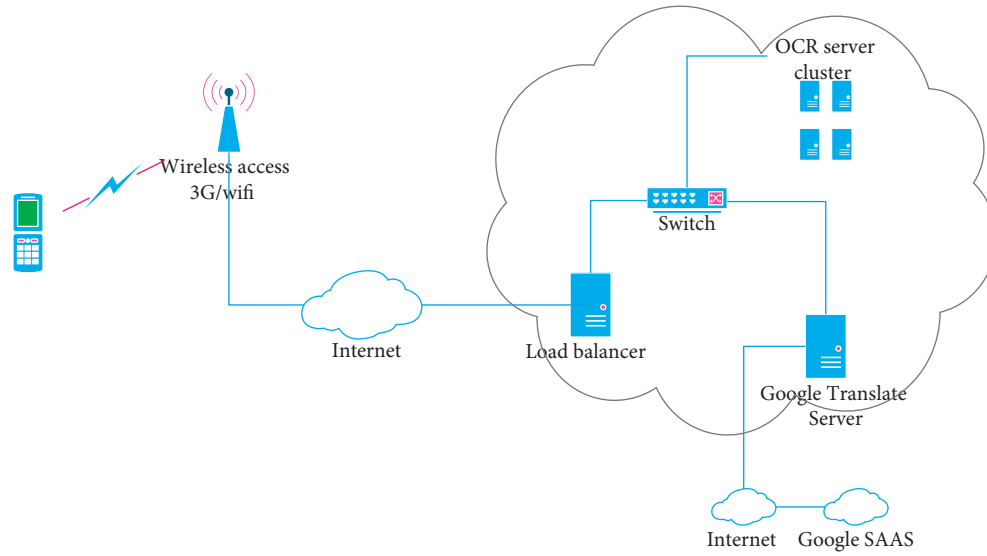 OCR server
cluster
Wireless access
3G/wifi
Switch
Internet
Load balancer
Google Translate
Server
Internet
Google SAAS